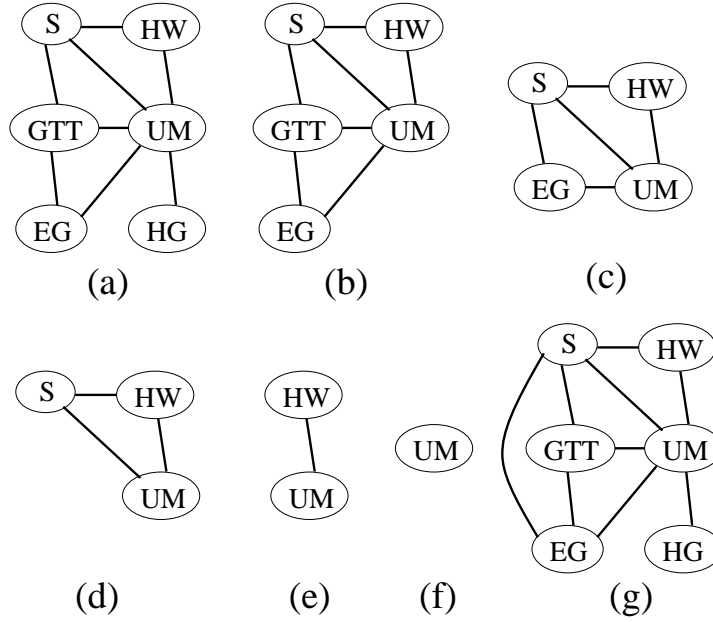 S HW
GTT UM
EG HG
(a)
S HW
GTT UM
EG
(b)
S HW
EG UM
(c)
S HW
UM
(d)
HW
UM
(e)
UM
(f)
S HW
GTT UM
EG HG
(g)